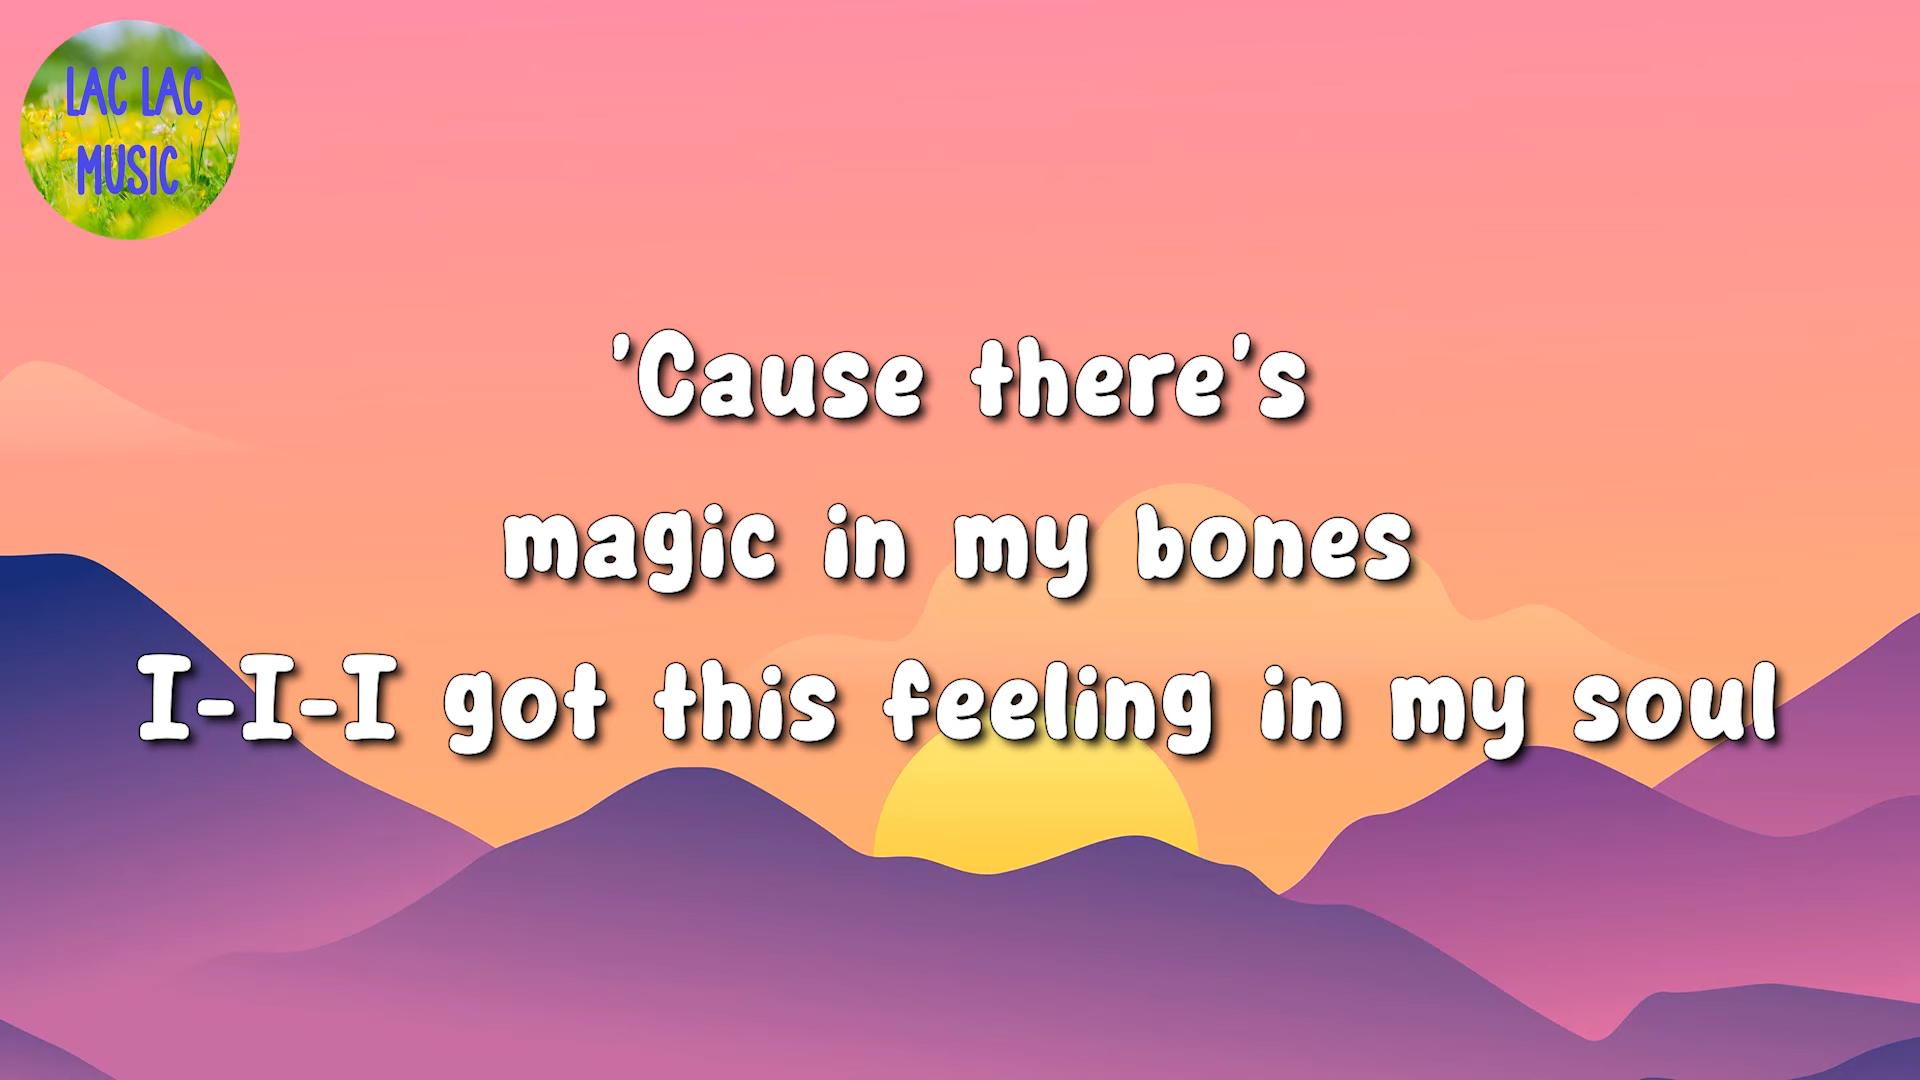 LAC LAC
MUSIC
'Cause there's
magic in my bones
I-I-I got this feeling in my soul